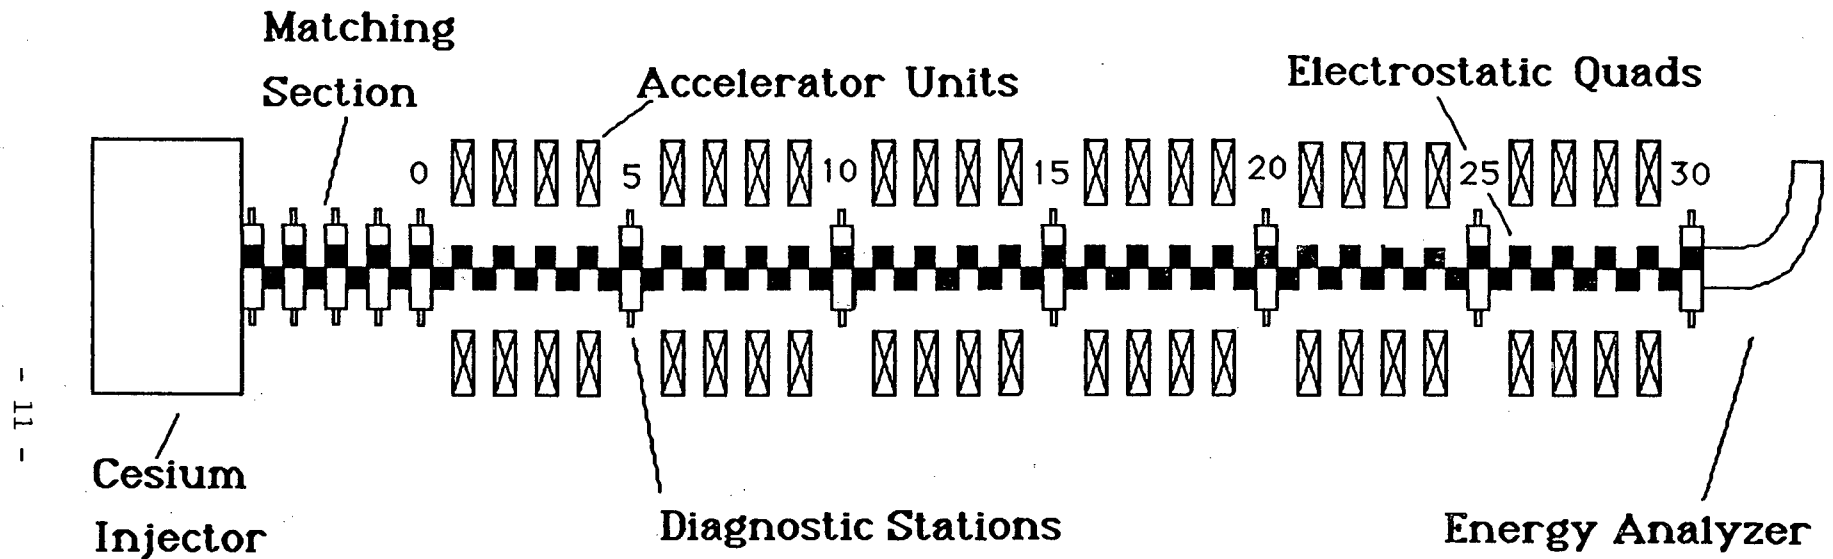 Matching
Section
Accelerator Units
Electrostatic Quads
0 5 10 15 20 25 30
- 11 -
Cesium
Injector
Diagnostic Stations
Energy Analyzer